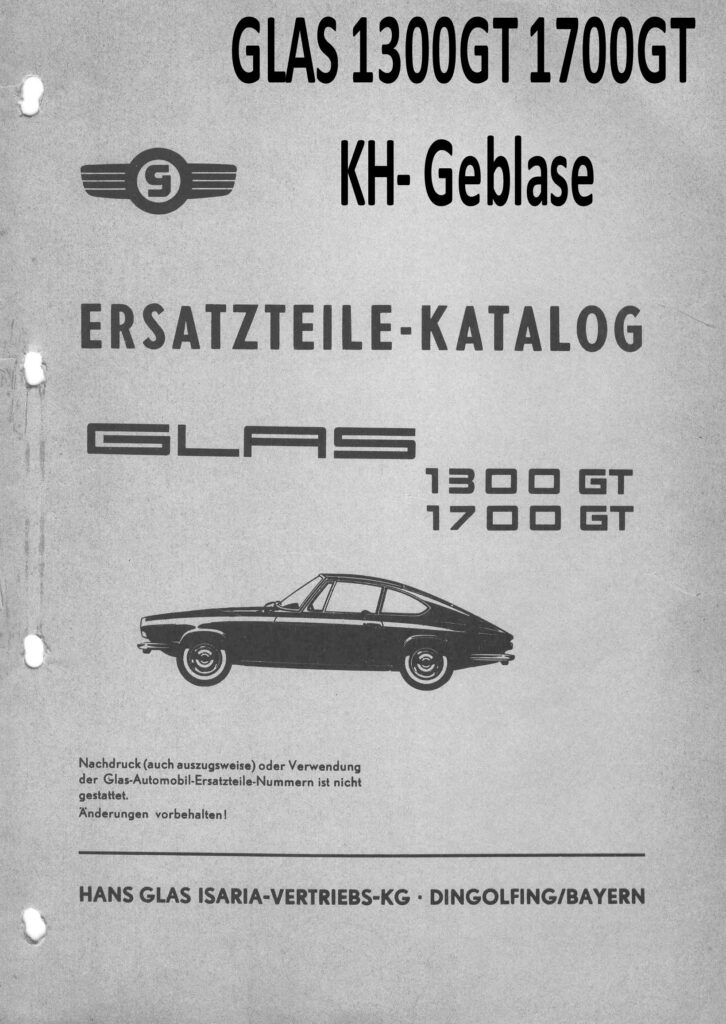 GLAS 1300GT 1700GT
KH- Geblase
G
ERSATZTEILE-KATALOG
GLAS
1300 GT
1700 GT
Nachdruck (auch auszugsweise) oder Verwendung
der Glas-Automobil-Ersatzteile-Nummern ist nicht
gestattet.
Änderungen vorbehalten!
HANS GLAS ISARIA-VERTRIEBS-KG · DINGOLFING/BAYERN